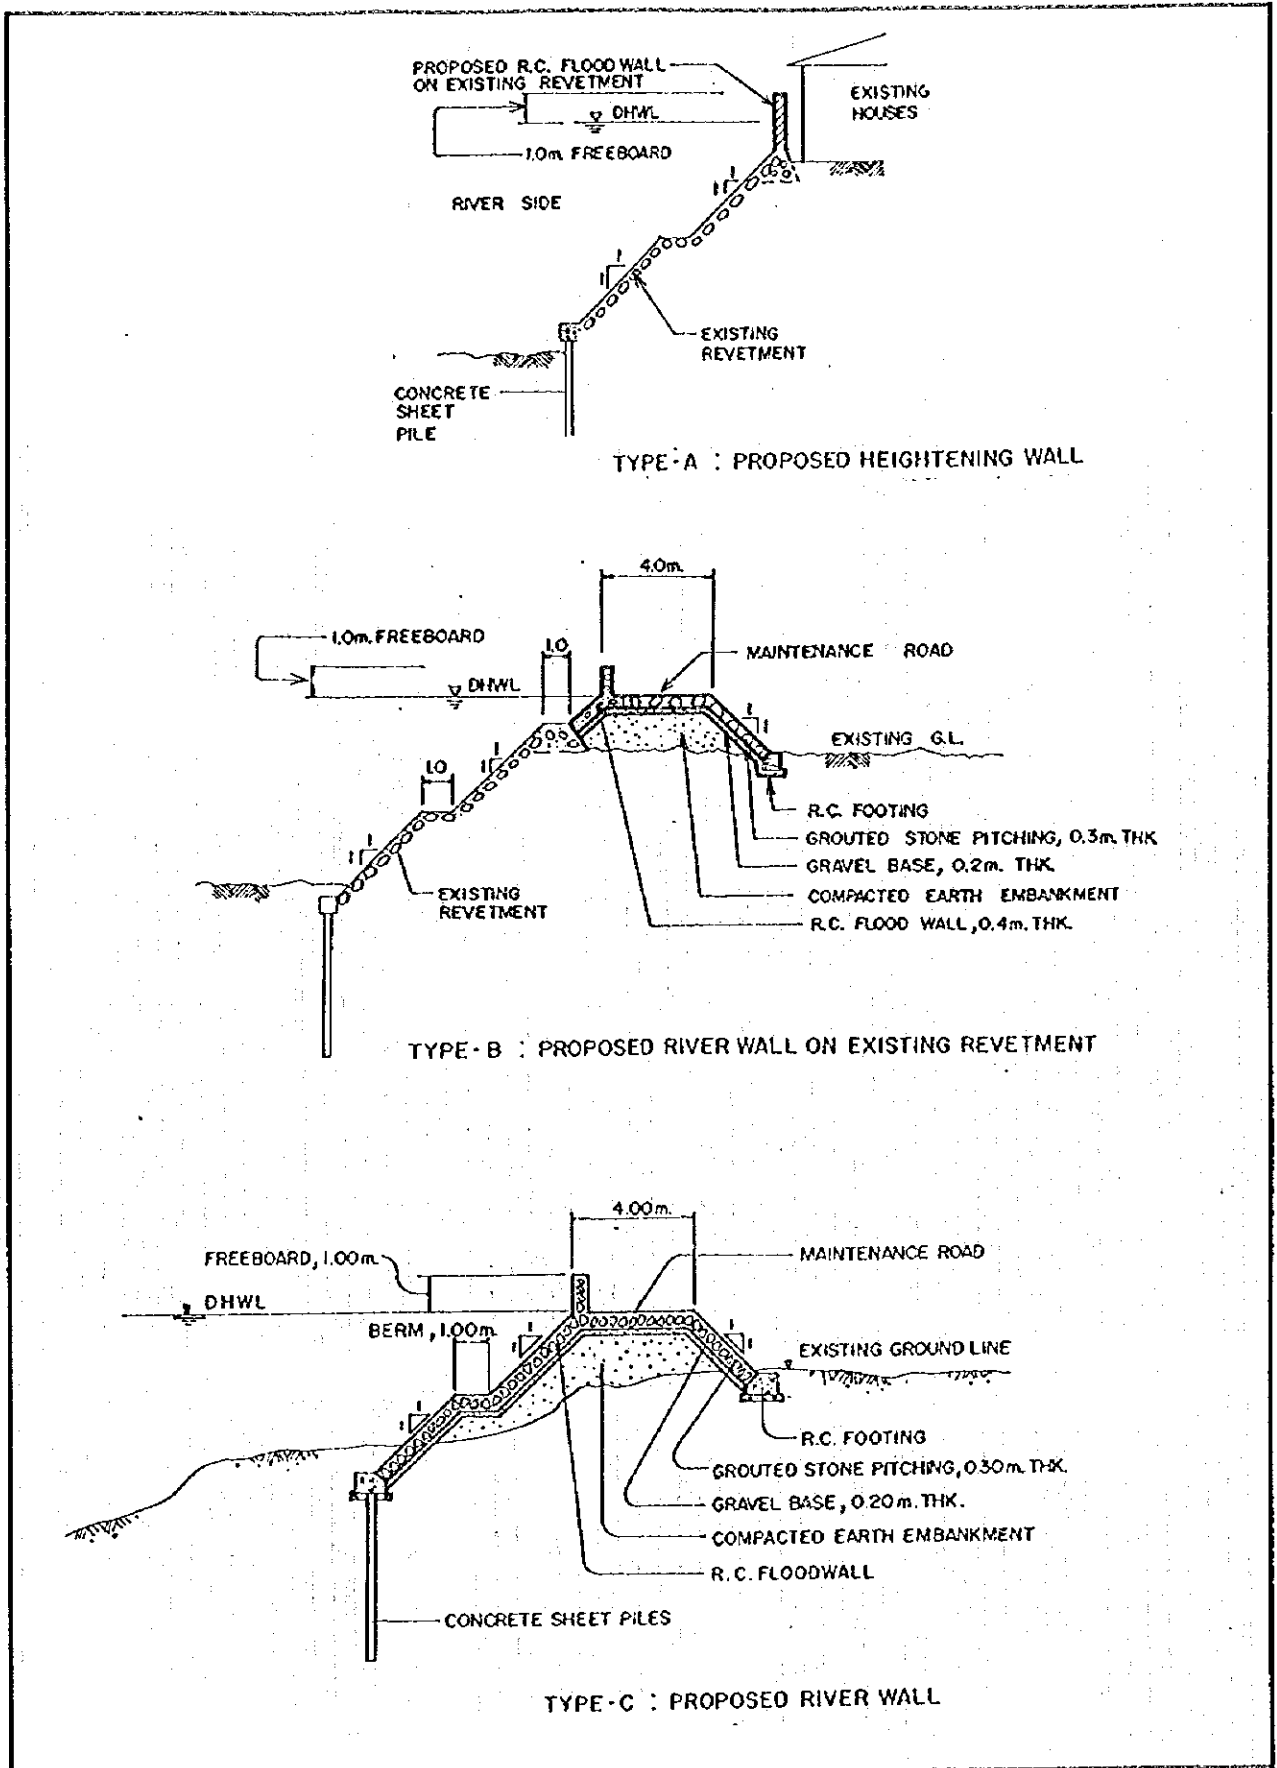 PROPOSED R.C. FLOOD WALL
ON EXISTING REVETMENT
EXISTING
HOUSES
DHWL
1.0m. FREEBOARD
RIVER SIDE
1
1
1
1
EXISTING
REVETMENT
CONCRETE
SHEET
PILE
TYPE-A : PROPOSED HEIGHTENING WALL
4.0m.
1.0m. FREEBOARD
1.0
MAINTENANCE ROAD
DHWL
1
1
EXISTING G.L.
1
1
1.0
R.C. FOOTING
GROUTED STONE PITCHING, 0.3m. THK
1
1
GRAVEL BASE, 0.2m. THK.
EXISTING
REVETMENT
COMPACTED EARTH EMBANKMENT
R.C. FLOOD WALL, 0.4m. THK.
TYPE-B : PROPOSED RIVER WALL ON EXISTING REVETMENT
4.00m.
FREEBOARD, 1.00m.
MAINTENANCE ROAD
DHWL
BERM, 1.00m.
1
1
1
1
EXISTING GROUND LINE
1
1
R.C. FOOTING
GROUTED STONE PITCHING, 0.30m. THK.
GRAVEL BASE, 0.20m. THK.
COMPACTED EARTH EMBANKMENT
R.C. FLOODWALL
CONCRETE SHEET PILES
TYPE-C : PROPOSED RIVER WALL